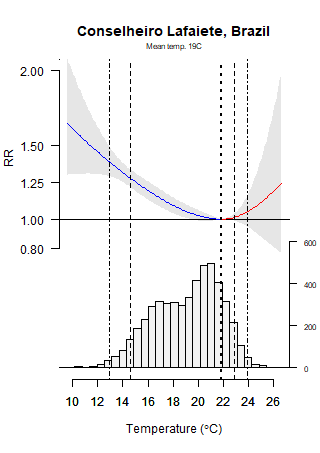 Conselheiro Lafaiete, Brazil
Mean temp. 19C
2.00
1.50
1.25
1.00
0.80
RR
600
400
200
0
10 12 14 16 18 20 22 24 26
Temperature (°C)